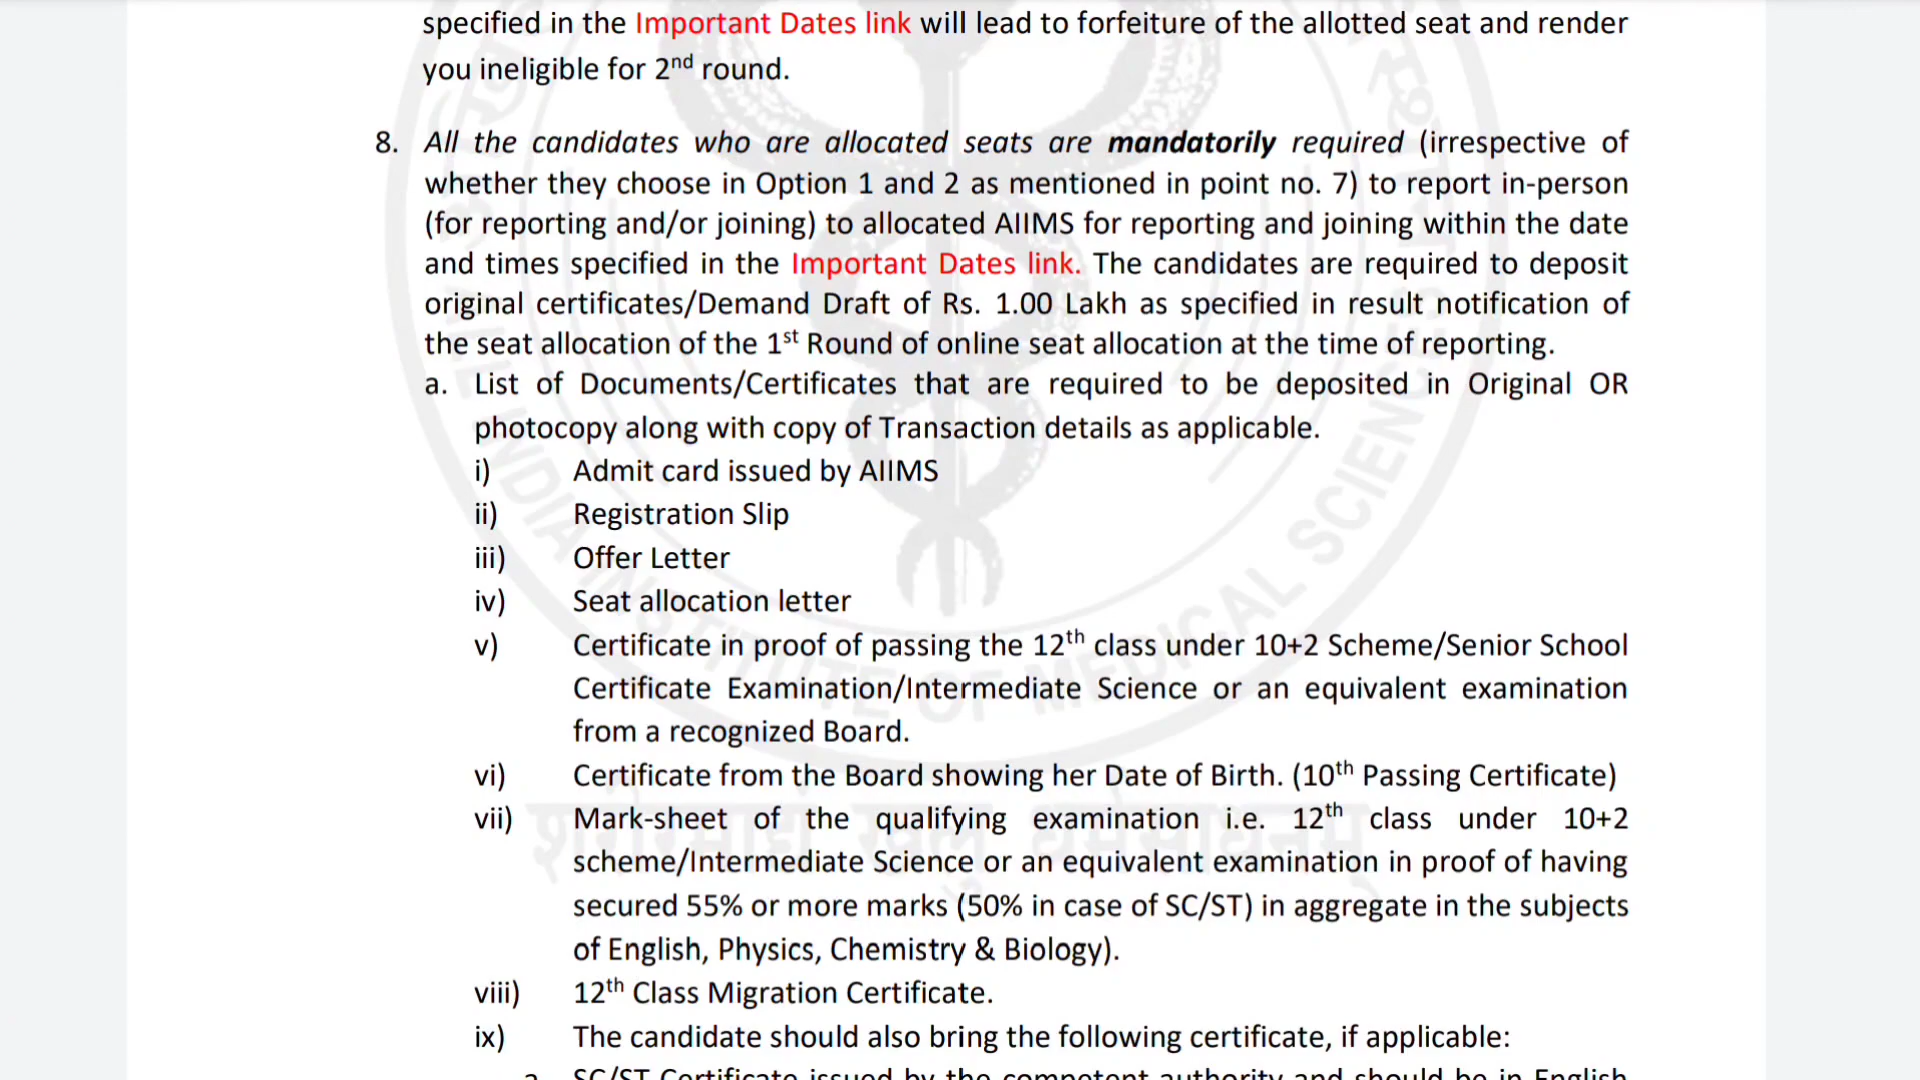 specified in the Important Dates link will lead to forfeiture of the allotted seat and render
you ineligible for 2nd round.
8. All the candidates who are allocated seats are mandatorily required (irrespective of
whether they choose in Option 1 and 2 as mentioned in point no. 7) to report in-person
(for reporting and/or joining) to allocated AIIMS for reporting and joining within the date
and times specified in the Important Dates link. The candidates are required to deposit
original certificates/Demand Draft of Rs. 1.00 Lakh as specified in result notification of
the seat allocation of the 1st Round of online seat allocation at the time of reporting.
a. List of Documents/Certificates that are required to be deposited in Original OR
photocopy along with copy of Transaction details as applicable.
i) Admit card issued by AIIMS
ii) Registration Slip
iii) Offer Letter
iv) Seat allocation letter
v) Certificate in proof of passing the 12th class under 10+2 Scheme/Senior School
Certificate Examination/Intermediate Science or an equivalent examination
from a recognized Board.
vi) Certificate from the Board showing her Date of Birth. (10th Passing Certificate)
vii) Mark-sheet of the qualifying examination i.e. 12th class under 10+2
scheme/Intermediate Science or an equivalent examination in proof of having
secured 55% or more marks (50% in case of SC/ST) in aggregate in the subjects
of English, Physics, Chemistry & Biology).
viii) 12th Class Migration Certificate.
ix) The candidate should also bring the following certificate, if applicable:
a. SC/ST Certificate issued by the competent authority and should be in English